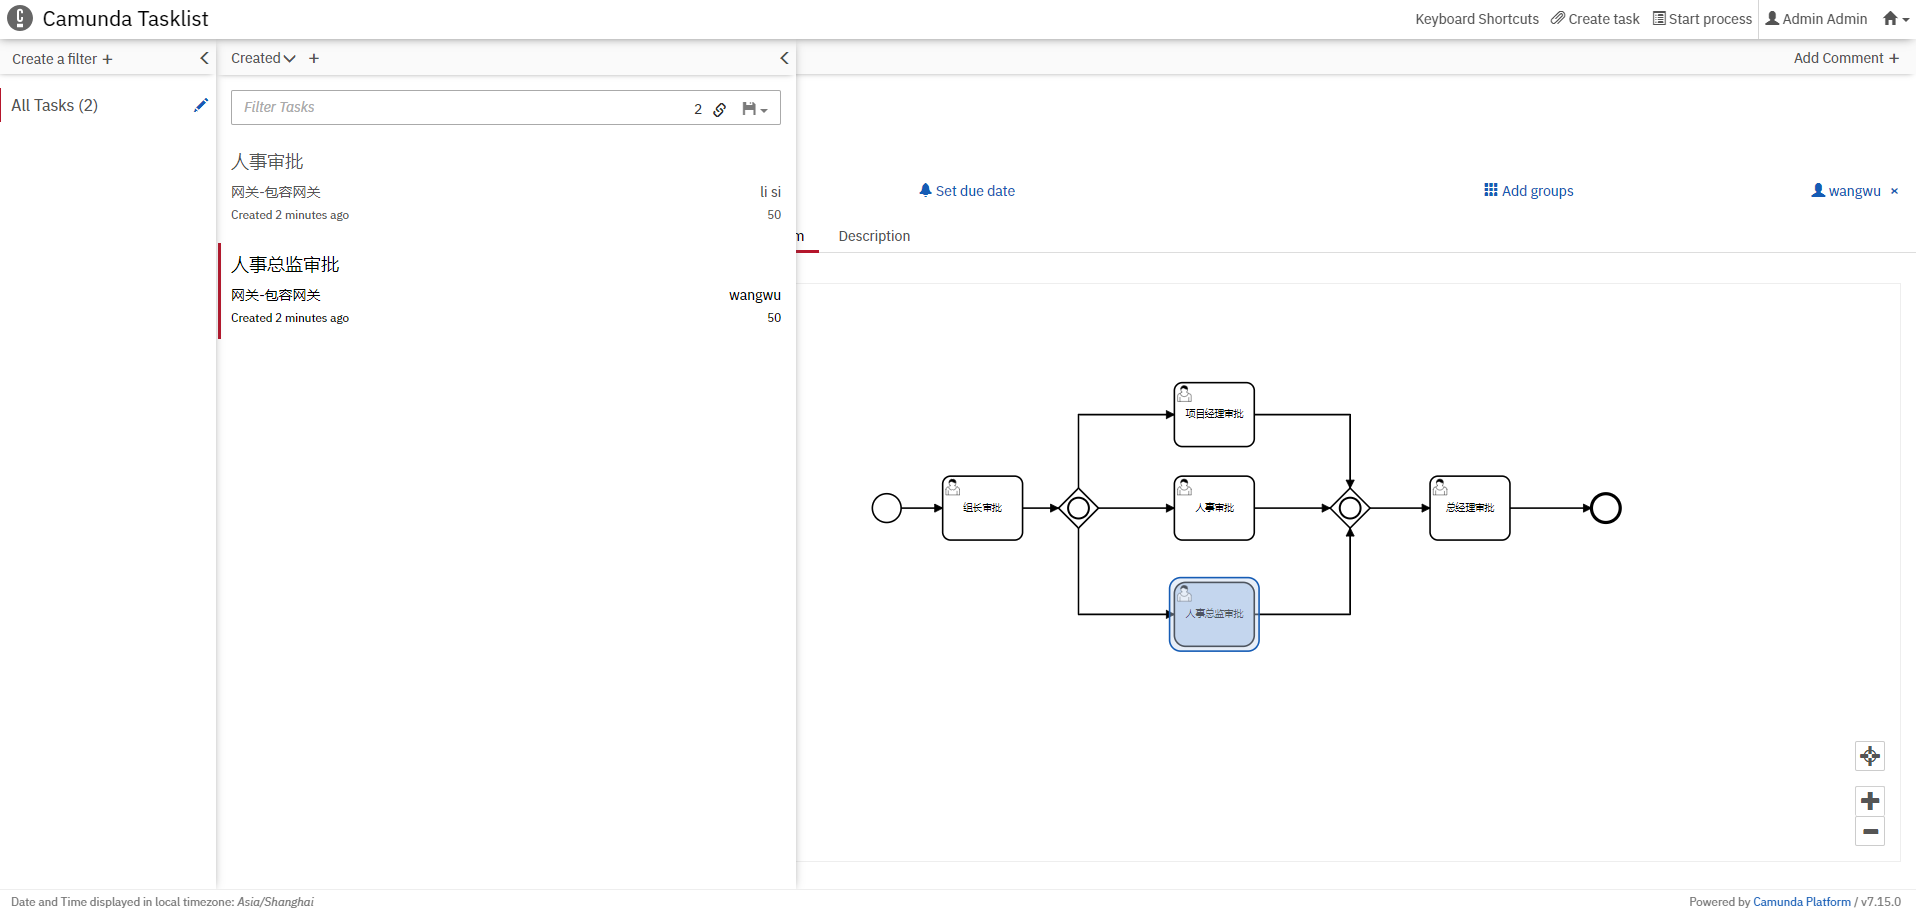 Camunda Tasklist
Keyboard Shortcuts Create task Start process Admin Admin
Create a filter +
Created +
Add Comment +
All Tasks (2)
Filter Tasks 2
人事审批
网关-包容网关 li si
Created 2 minutes ago 50
人事总监审批
网关-包容网关 wangwu
Created 2 minutes ago 50
Set due date Add groups wangwu ×
m Description
项目经理审批
组长审批 人事审批 总经理审批
人事总监审批
Date and Time displayed in local timezone: Asia/Shanghai
Powered by Camunda Platform / v7.15.0